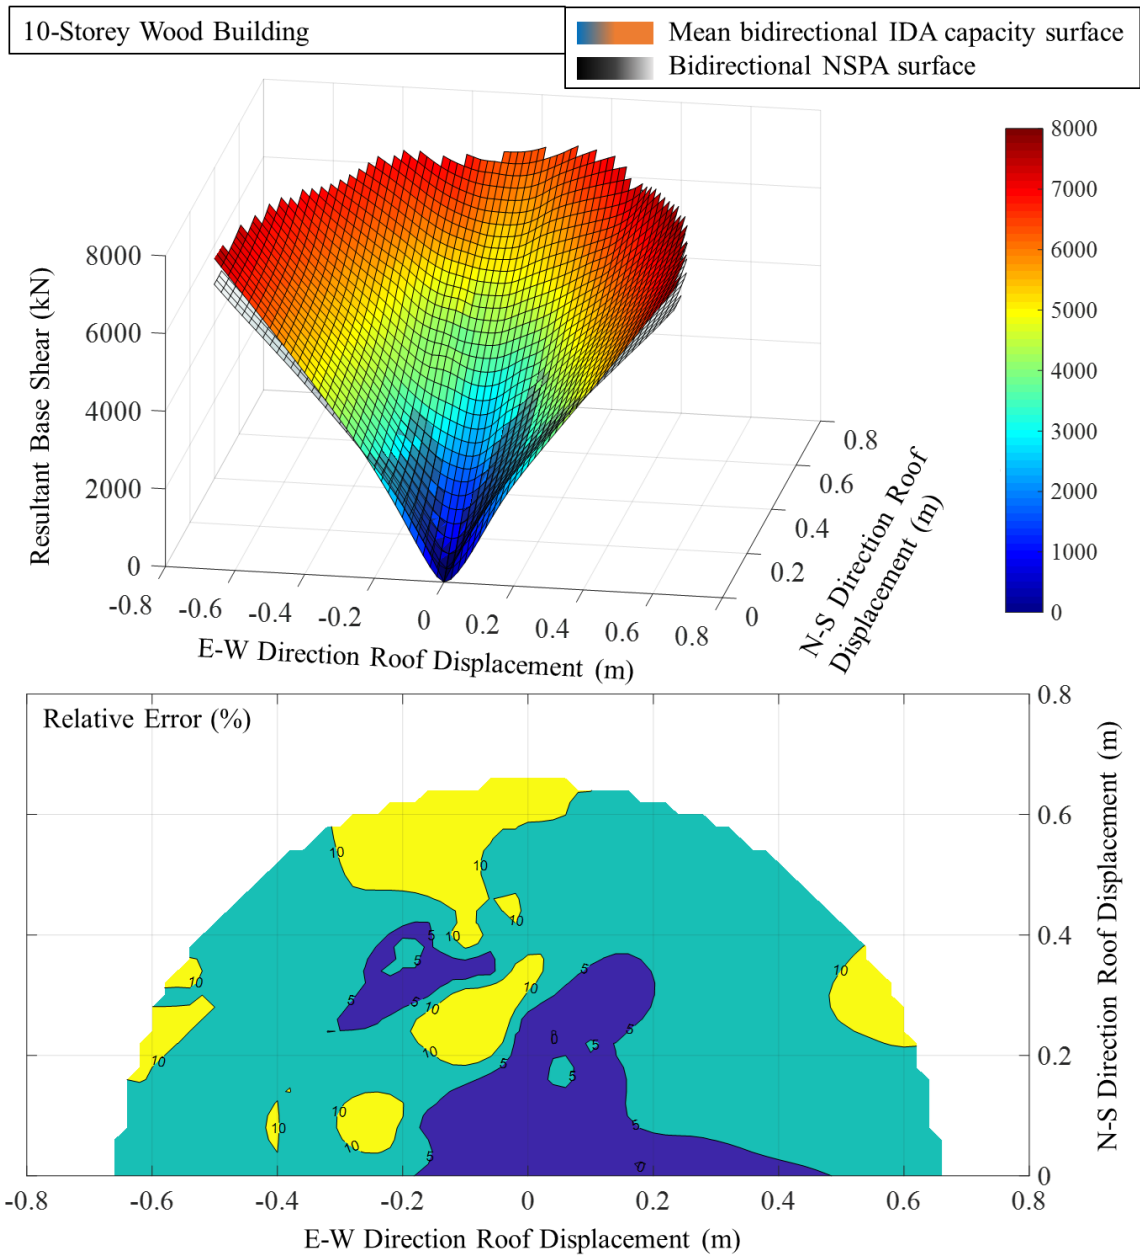 10-Storey Wood Building
Mean bidirectional IDA capacity surface
Bidirectional NSPA surface
8000
7000
6000
5000
4000
3000
2000
1000
0
Resultant Base Shear (kN)
8000
6000
4000
2000
0
-0.8 -0.6 -0.4 -0.2 0 0.2 0.4 0.6 0.8
E-W Direction Roof Displacement (m)
0.8
0.6
0.4
0.2
0
N-S Direction Roof
Displacement (m)
Relative Error (%)
10 10
10
5 10
5
10
10
5 5 10 10
5
10 5 5
10
5
10 10 5
10
5
0
0.8
0.6
0.4
0.2
0
N-S Direction Roof Displacement (m)
-0.8 -0.6 -0.4 -0.2 0 0.2 0.4 0.6 0.8
E-W Direction Roof Displacement (m)